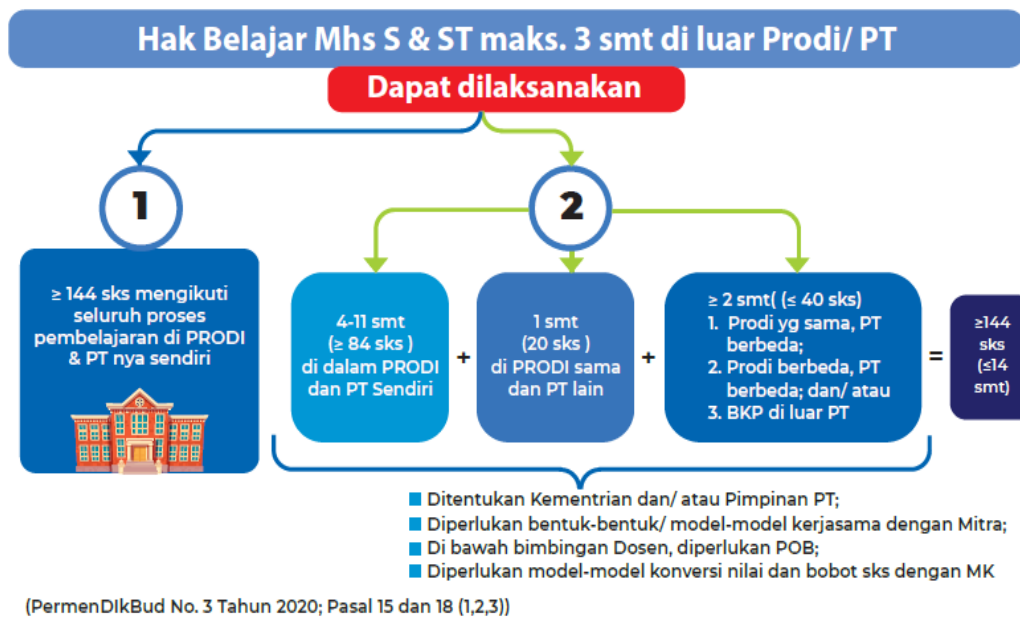 Hak Belajar Mhs S & ST maks. 3 smt di luar Prodi/ PT
Dapat dilaksanakan
1
2
≥ 144 sks mengikuti
seluruh proses
pembelajaran di PRODI
& PT nya sendiri
4-11 smt
(≥ 84 sks )
di dalam PRODI
dan PT Sendiri
+
1 smt
(20 sks )
di PRODI sama
dan PT lain
+
≥ 2 smt( (≤ 40 sks)
1. Prodi yg sama, PT
berbeda;
2. Prodi berbeda, PT
berbeda; dan/ atau
3. BKP di luar PT
=
≥144
sks
(≤14
smt)
Ditentukan Kementrian dan/ atau Pimpinan PT;
Diperlukan bentuk-bentuk/ model-model kerjasama dengan Mitra;
Di bawah bimbingan Dosen, diperlukan POB;
Diperlukan model-model konversi nilai dan bobot sks dengan MK
(PermenDIkBud No. 3 Tahun 2020; Pasal 15 dan 18 (1,2,3))